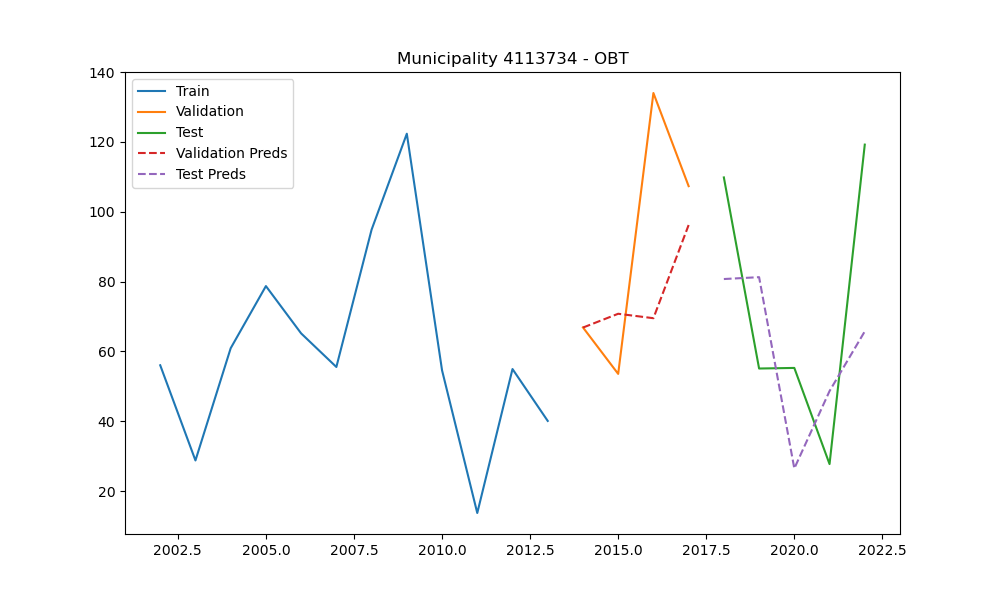 Municipality 4113734 - OBT
Train
Validation
Test
Validation Preds
Test Preds
140
120
100
80
60
40
20
2002.5 2005.0 2007.5 2010.0 2012.5 2015.0 2017.5 2020.0 2022.5